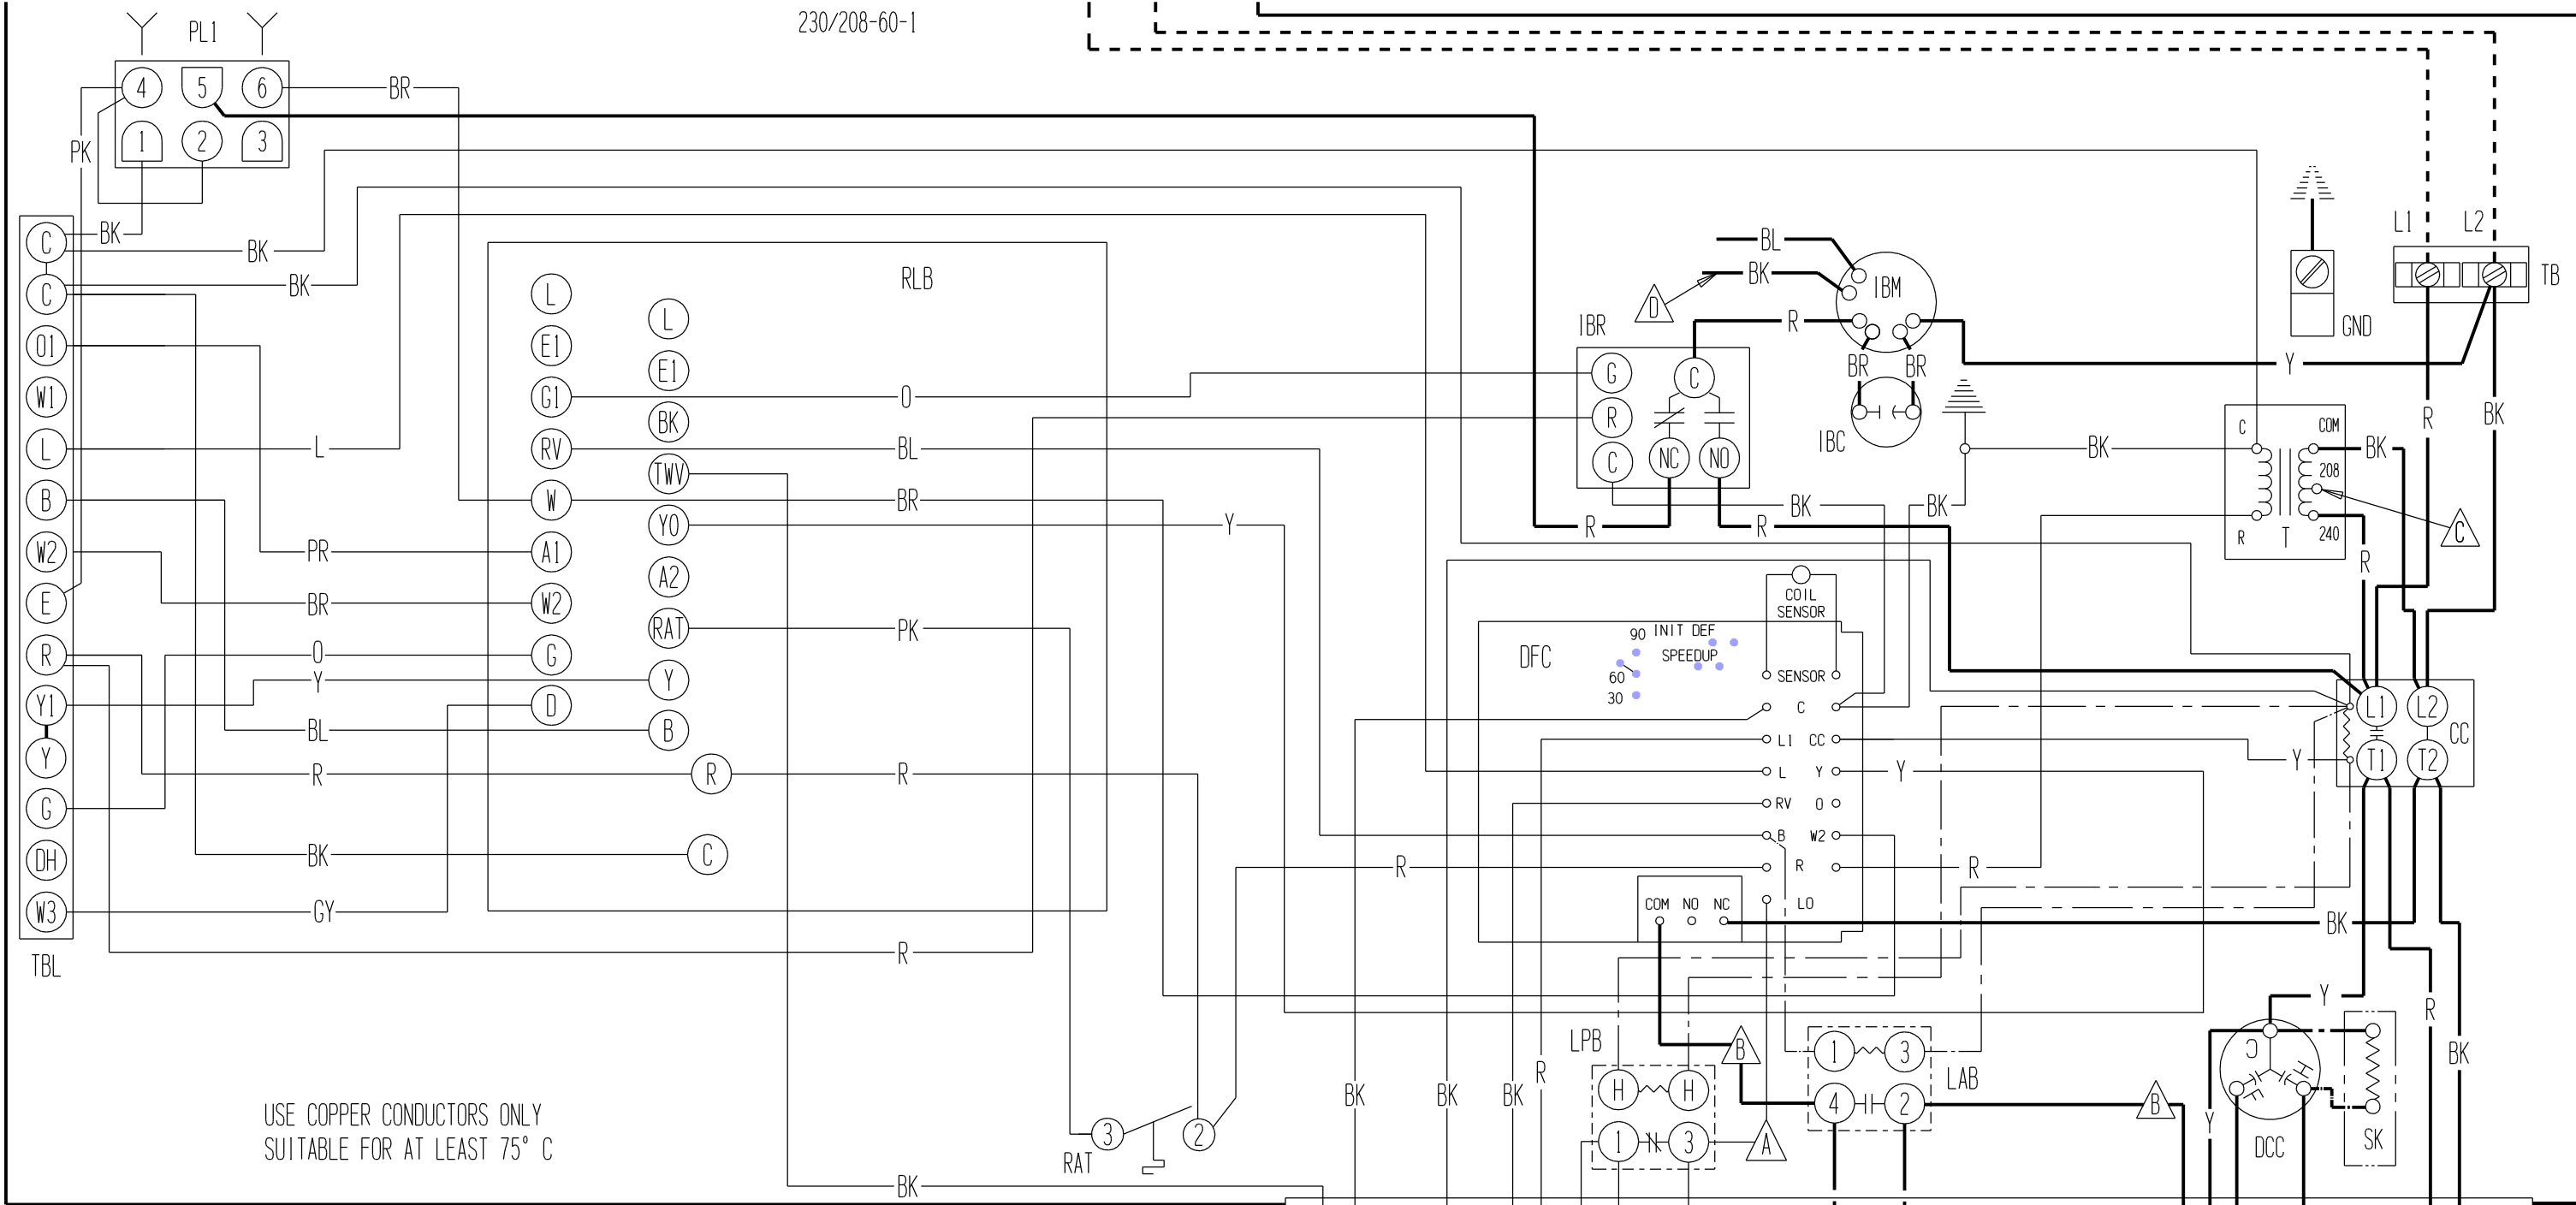 230/208-60-1
PL1
4 5 6
1 2 3
BR
PK
BK
BK
BK
C
C
O1
W1
L
B
W2
E
R
Y1
Y
G
DH
W3
TBL
L
PR
BR
O
Y
BL
R
BK
GY
RLB
L
E1
G1
RV
W
A1
W2
G
D
L
E1
BK
TWV
Y0
A2
RAT
Y
B
R
C
O
BL
BR
Y
PK
R
R
BK
RAT
3 2
USE COPPER CONDUCTORS ONLY
SUITABLE FOR AT LEAST 75° C
BL
BK
D
IBM
IBR
R
G
R
C
C
NC NO
BR BR
IBC
R
R
BK
BK
BK
Y
GND
L1 L2
TB
R
BK
C COM
BK
208
240
R T
C
R
COIL
SENSOR
DFC
90 INIT DEF
SPEEDUP
60
30
SENSOR
C
L1 CC
L Y
RV O
B W2
R
LO
COM NO NC
Y
R
R
Y
L1 L2
T1 T2
CC
BK
BK
BK
BK
R
LPB
H H
1 3
A
B
1 3
4 2
LAB
B
Y
Y
C
H
F
DCC
SK
R
BK